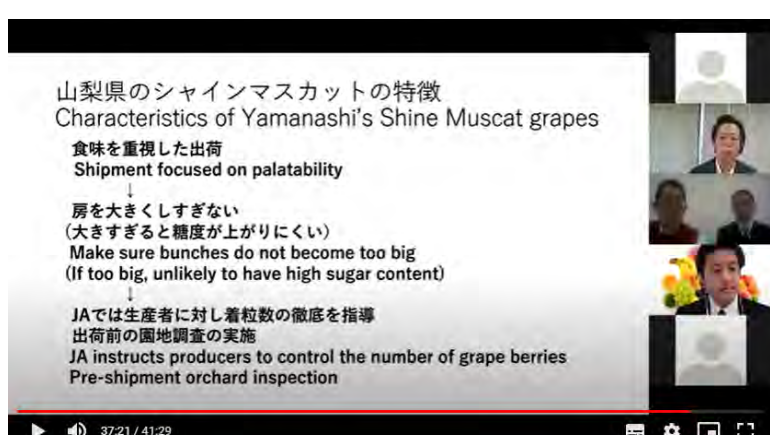 山梨県のシャインマスカットの特徴
Characteristics of Yamanashi's Shine Muscat grapes
食味を重視した出荷
Shipment focused on palatability
↓
房を大きくしすぎない
(大きすぎると糖度が上がりにくい)
Make sure bunches do not become too big
(If too big, unlikely to have high sugar content)
↓
JAでは生産者に対し着粒数の徹底を指導
出荷前の園地調査の実施
JA instructs producers to control the number of grape berries
Pre-shipment orchard inspection
37:21 / 41:29